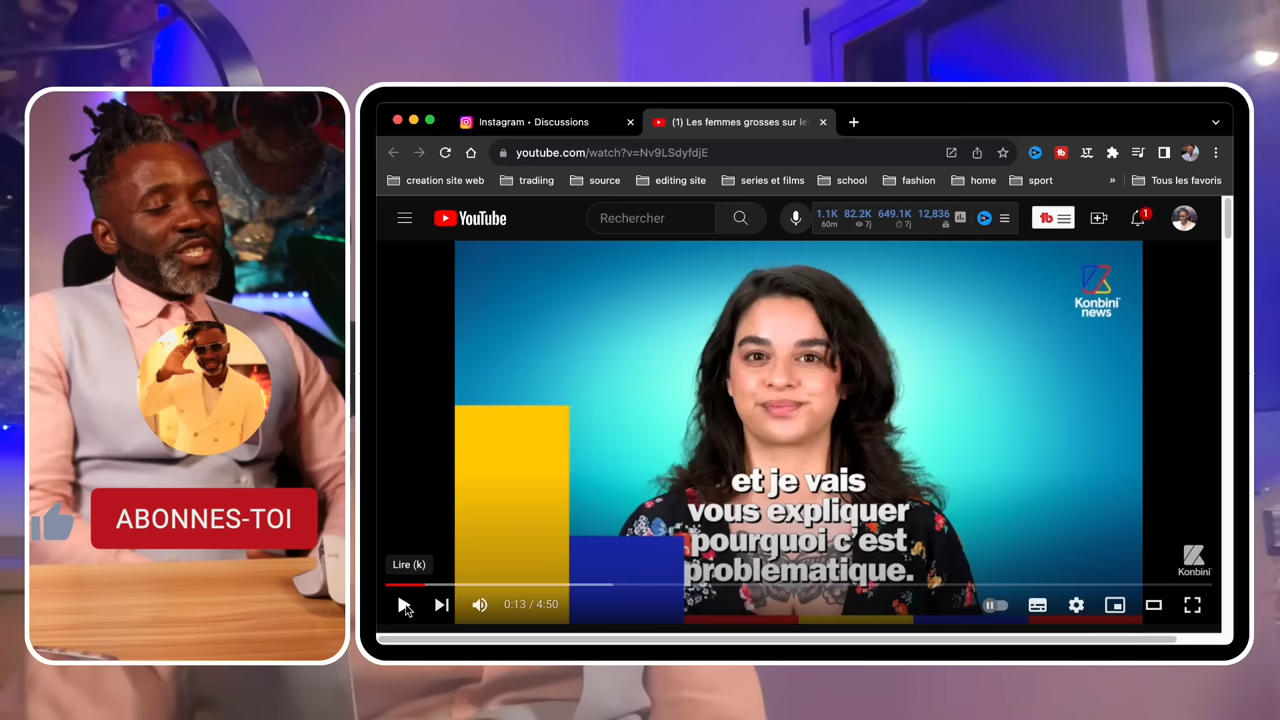 ABONNES-TOI
Instagram • Discussions
(1) Les femmes grosses sur le
youtube.com/watch?v=Nv9LSdyfdjE
creation site web
tradiing
source
editing site
series et films
school
fashion
home
sport
»
Tous les favoris
YouTube
Rechercher
1.1K 82.2K 649.1K 12,836
60m 7j 7j
tb
1
Konbini
news
et je vais
vous expliquer
pourquoi c'est
problématique.
Konbini
Lire (k)
0:13 / 4:50